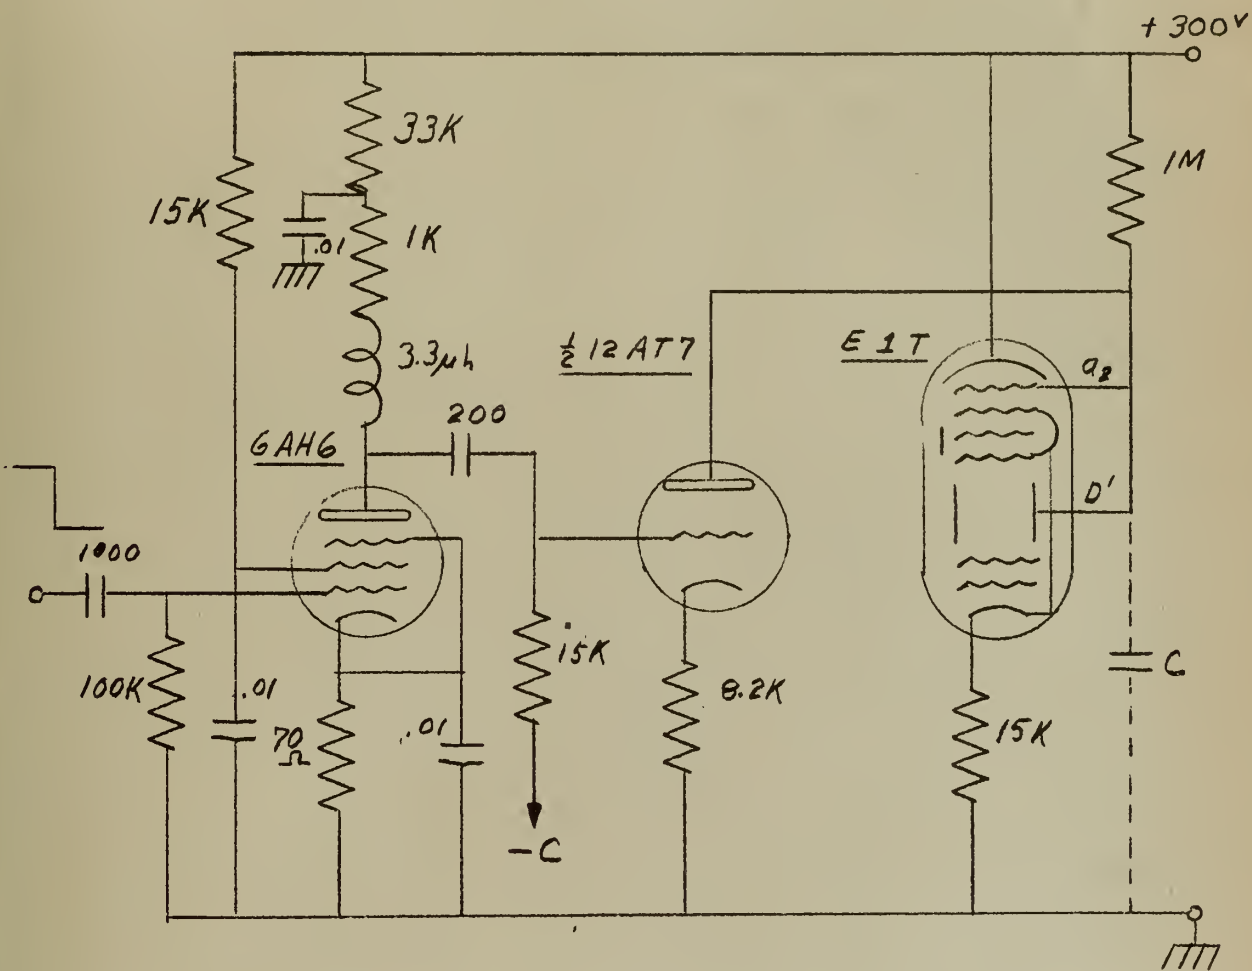 + 300V
33K
1M
15K
.01
1K
3.3μh
½ 12AT7
E1T
a2
200
6AH6
D'
1000
15K
C
100K
.01
8.2K
70
Ω
.01
15K
-C